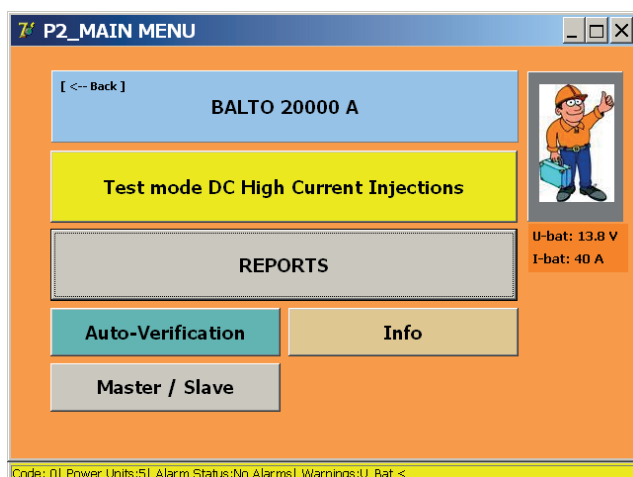 P2_MAIN MENU
[ <-- Back ]
BALTO 20000 A
Test mode DC High Current Injections
REPORTS
U-bat: 13.8 V
I-bat: 40 A
Auto-Verification
Info
Master / Slave
Code: 0| Power Units:5| Alarm Status:No Alarms| Warnings:U_Bat <